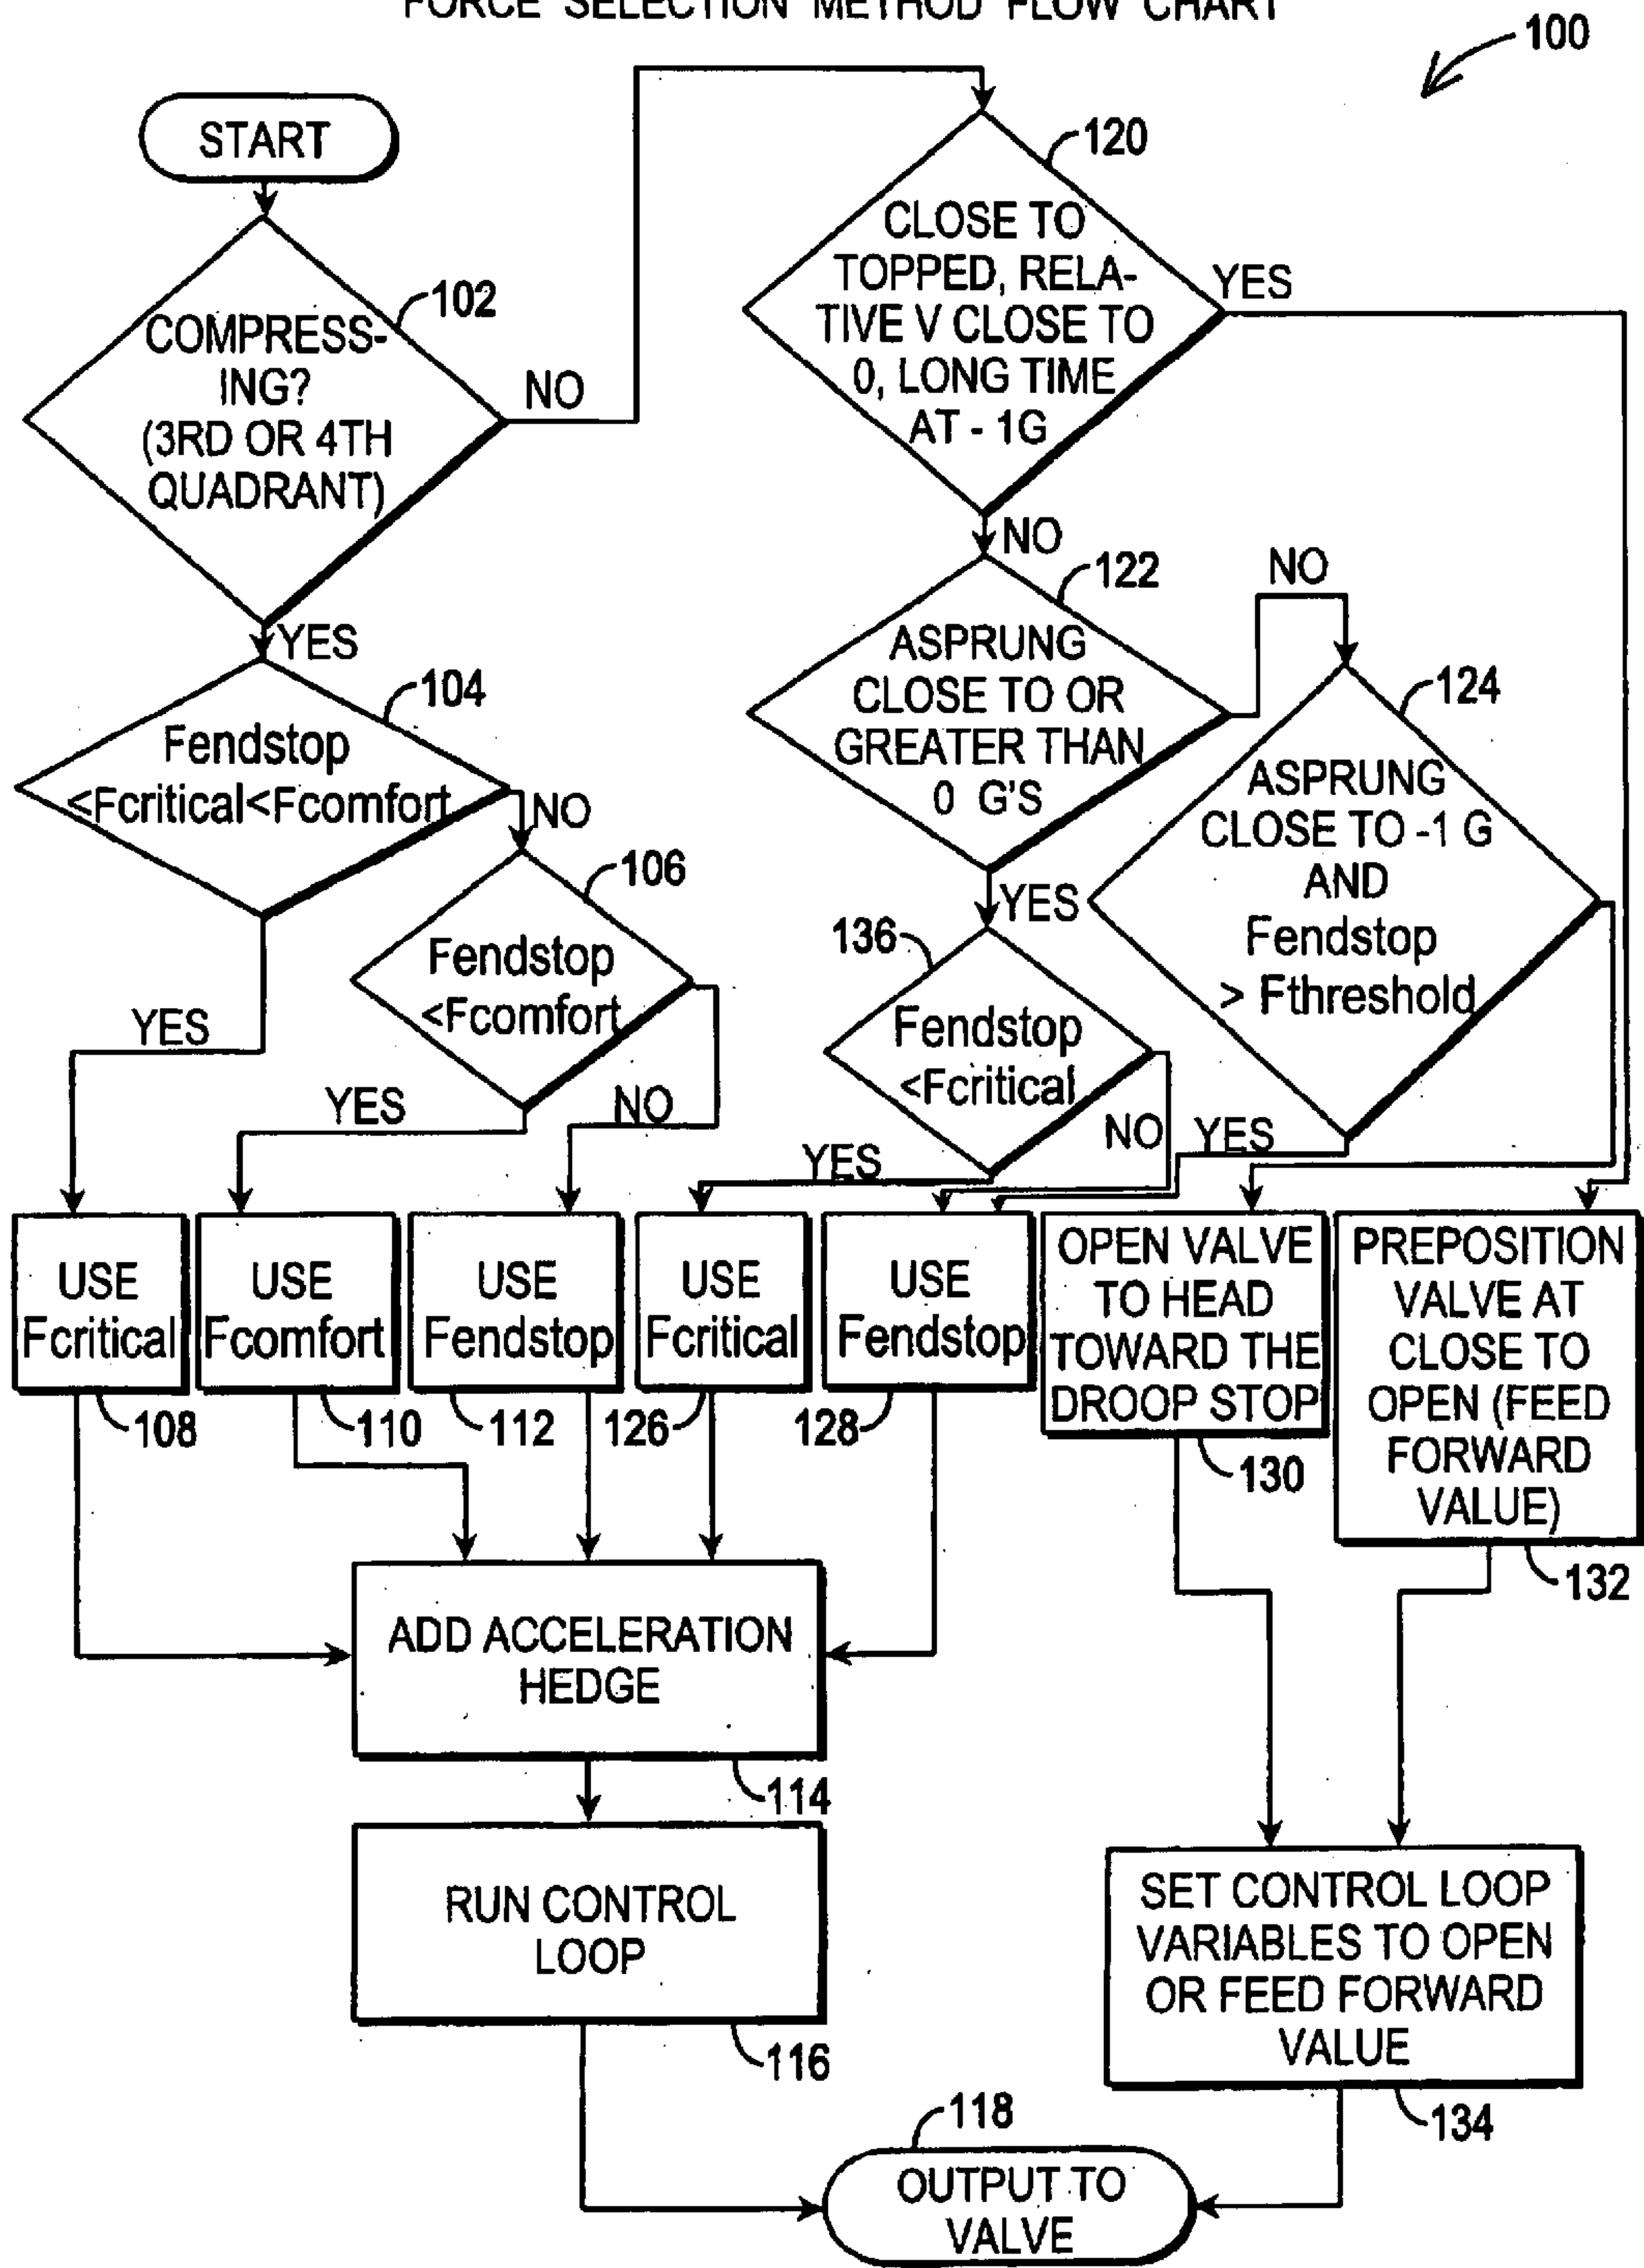 FORCE SELECTION METHOD FLOW CHART
100
START
102
COMPRESS-
ING?
(3RD OR 4TH
QUADRANT)
NO
YES
120
CLOSE TO
TOPPED, RELA-
TIVE V CLOSE TO
0, LONG TIME
AT - 1G
YES
NO
104
Fendstop
<Fcritical<Fcomfort
NO
YES
106
Fendstop
<Fcomfort
YES
NO
122
ASPRUNG
CLOSE TO OR
GREATER THAN
0 G'S
NO
YES
124
ASPRUNG
CLOSE TO -1 G
AND
Fendstop
> Fthreshold
YES
136
Fendstop
<Fcritical
YES
NO
USE
Fcritical
108
USE
Fcomfort
110
USE
Fendstop
112
USE
Fcritical
126
USE
Fendstop
128
OPEN VALVE
TO HEAD
TOWARD THE
DROOP STOP
130
PREPOSITION
VALVE AT
CLOSE TO
OPEN (FEED
FORWARD
VALUE)
132
ADD ACCELERATION
HEDGE
114
RUN CONTROL
LOOP
116
SET CONTROL LOOP
VARIABLES TO OPEN
OR FEED FORWARD
VALUE
134
118
OUTPUT TO
VALVE